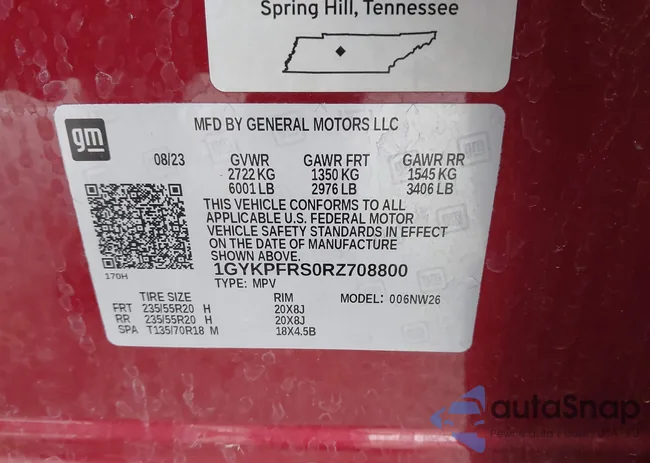 Spring Hill, Tennessee
gm
MFD BY GENERAL MOTORS LLC
08/23 GVWR GAWR FRT GAWR RR
2722 KG 1350 KG 1545 KG
6001 LB 2976 LB 3406 LB
THIS VEHICLE CONFORMS TO ALL
APPLICABLE U.S. FEDERAL MOTOR
VEHICLE SAFETY STANDARDS IN EFFECT
ON THE DATE OF MANUFACTURE
SHOWN ABOVE.
1GYKPFRS0RZ708800
170H
TYPE: MPV
TIRE SIZE RIM MODEL: 006NW26
FRT 235/55R20 H 20X8J
RR 235/55R20 H 20X8J
SPA T135/70R18 M 18X4.5B
autoSnap